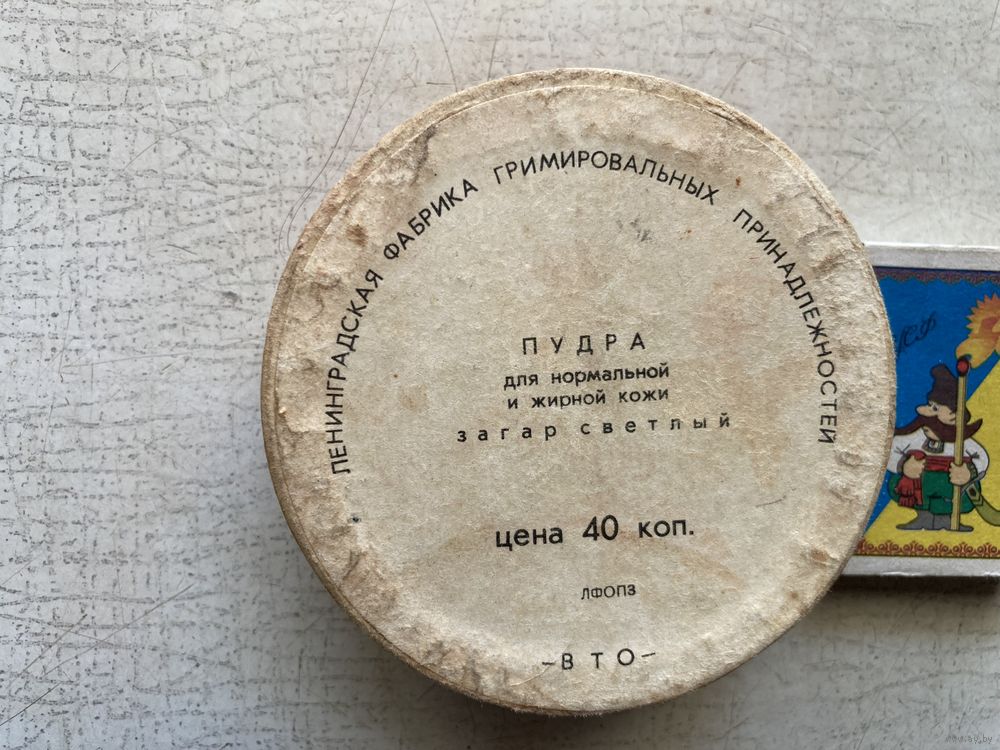 ЛЕНИНГРАДСКАЯ ФАБРИКА ГРИМИРОВАЛЬНЫХ ПРИНАДЛЕЖНОСТЕЙ
ПУДРА
для нормальной
и жирной кожи
загар светлый
цена 40 коп.
ЛФОПЗ
–ВТО–